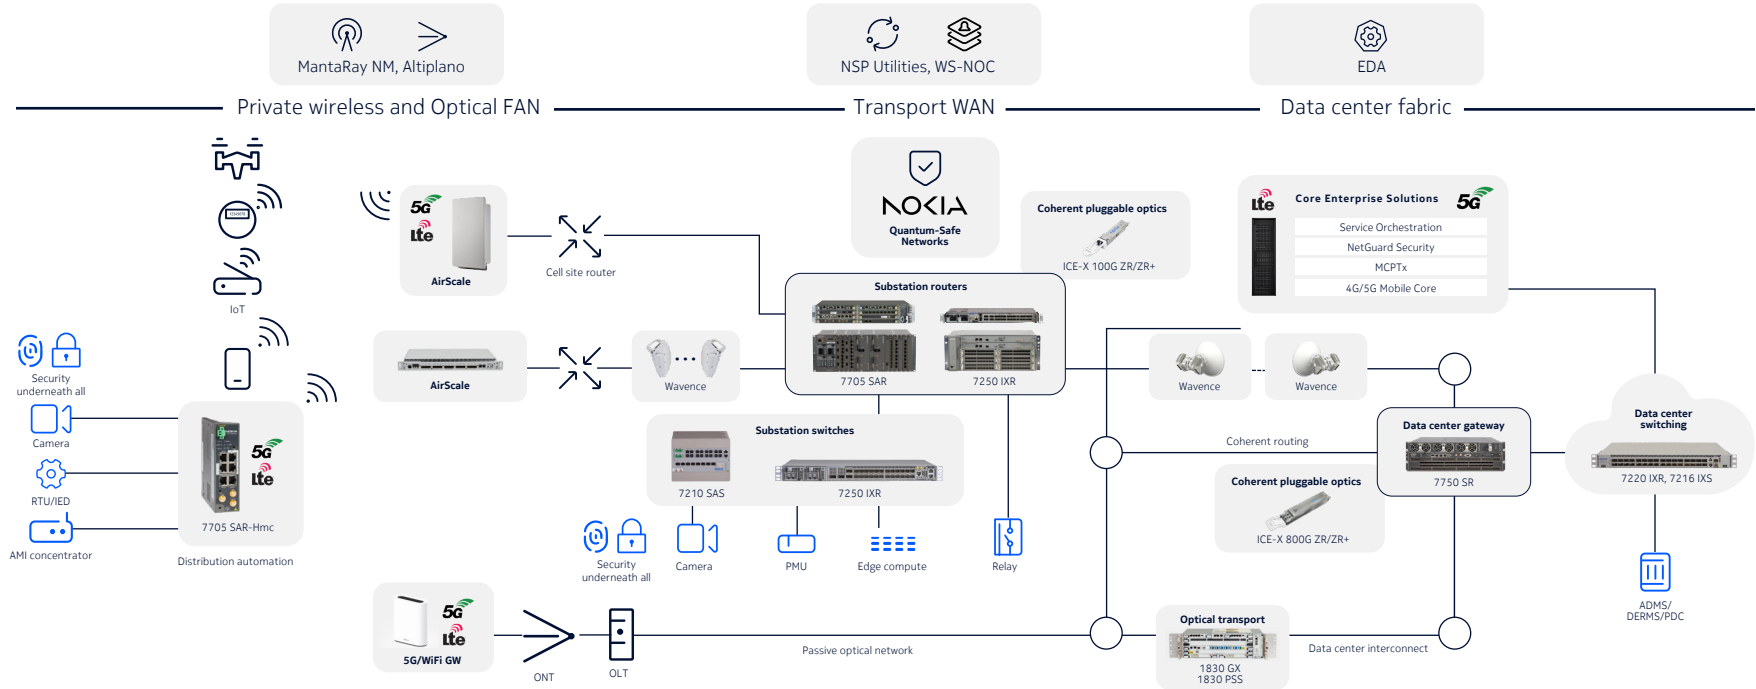 MantaRay NM, Altiplano
NSP Utilities, WS-NOC
EDA
Private wireless and Optical FAN
Transport WAN
Data center fabric
IoT
Security
underneath all
Camera
RTU/IED
AMI concentrator
5G
Lte
7705 SAR-Hmc
Distribution automation
5G
Lte
AirScale
Cell site router
AirScale
Wavence
NOKIA
Quantum-Safe
Networks
Coherent pluggable optics
ICE-X 100G ZR/ZR+
Substation routers
7705 SAR
7250 IXR
Substation switches
7210 SAS
7250 IXR
Security
underneath all
Camera
PMU
Edge compute
Relay
5G
Lte
5G/WiFi GW
ONT
OLT
Passive optical network
Lte
Core Enterprise Solutions
5G
Service Orchestration
NetGuard Security
MCPTx
4G/5G Mobile Core
Wavence
Wavence
Coherent routing
Data center gateway
7750 SR
Coherent pluggable optics
ICE-X 800G ZR/ZR+
Optical transport
1830 GX
1830 PSS
Data center interconnect
Data center
switching
7220 IXR, 7216 IXS
ADMS/
DERMS/PDC